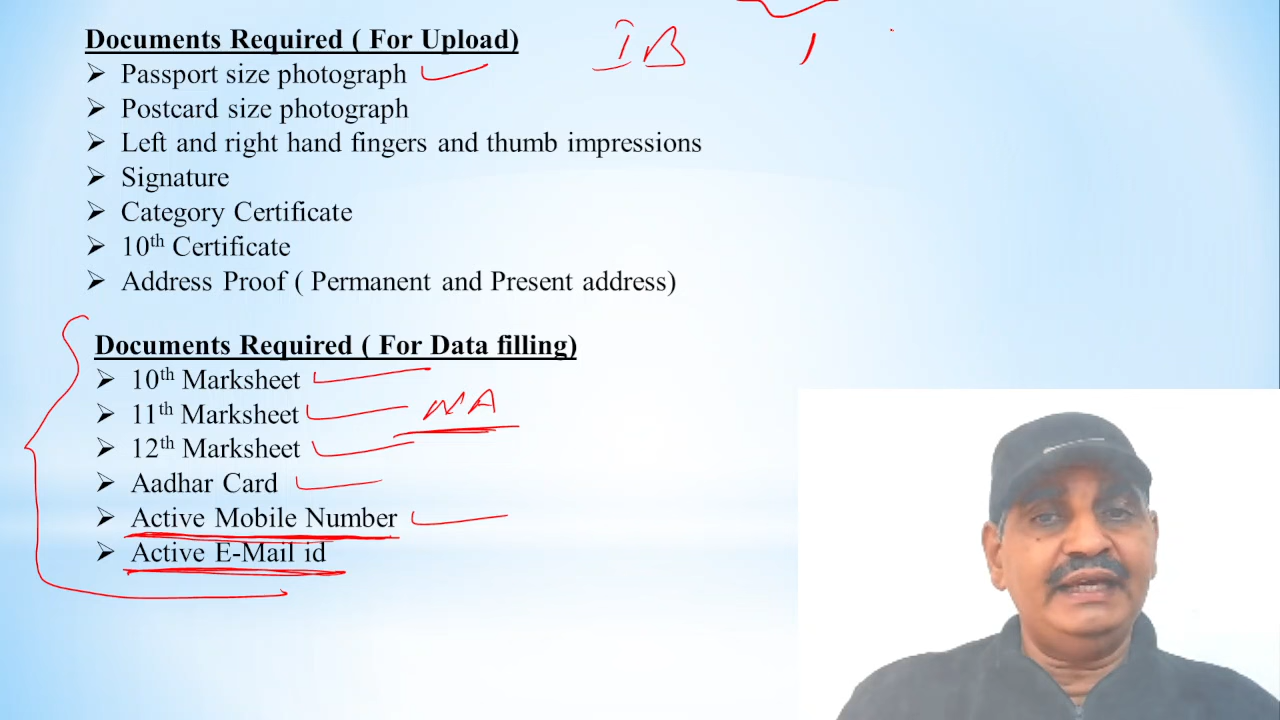 Documents Required ( For Upload) IB
➢ Passport size photograph
➢ Postcard size photograph
➢ Left and right hand fingers and thumb impressions
➢ Signature
➢ Category Certificate
➢ 10th Certificate
➢ Address Proof ( Permanent and Present address)
Documents Required ( For Data filling)
➢ 10th Marksheet
➢ 11th Marksheet NA
➢ 12th Marksheet
➢ Aadhar Card
➢ Active Mobile Number
➢ Active E-Mail id